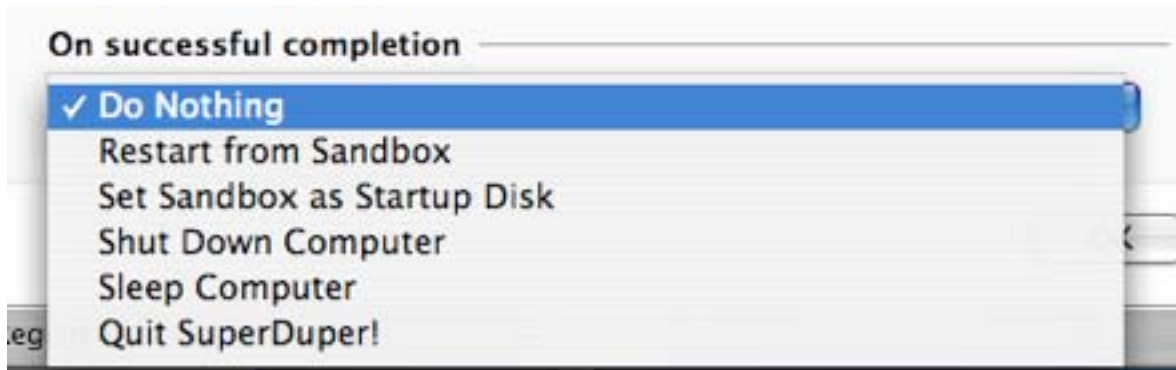 On successful completion
✓ Do Nothing
Restart from Sandbox
Set Sandbox as Startup Disk
Shut Down Computer
Sleep Computer
Quit SuperDuper!